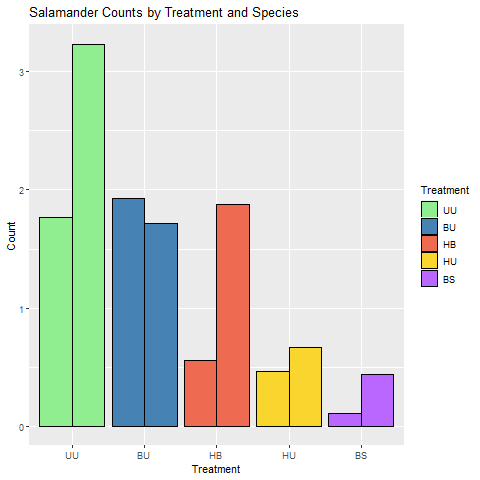 Salamander Counts by Treatment and Species
3
2
1
0
Count
UU BU HB HU BS
Treatment
Treatment
UU
BU
HB
HU
BS